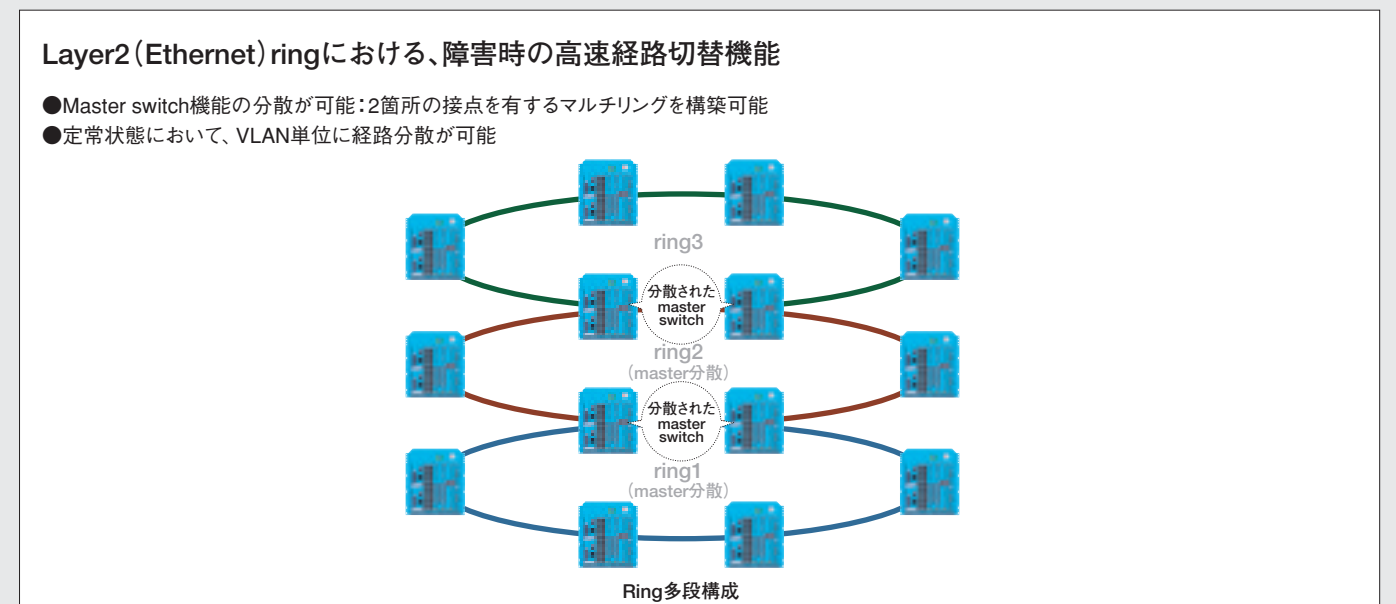 Layer2(Ethernet)ringにおける、障害時の高速経路切替機能
●Master switch機能の分散が可能:2箇所の接点を有するマルチリングを構築可能
●定常状態において、VLAN単位に経路分散が可能
ring3
分散された
master
switch
ring2
(master分散)
分散された
master
switch
ring1
(master分散)
Ring多段構成